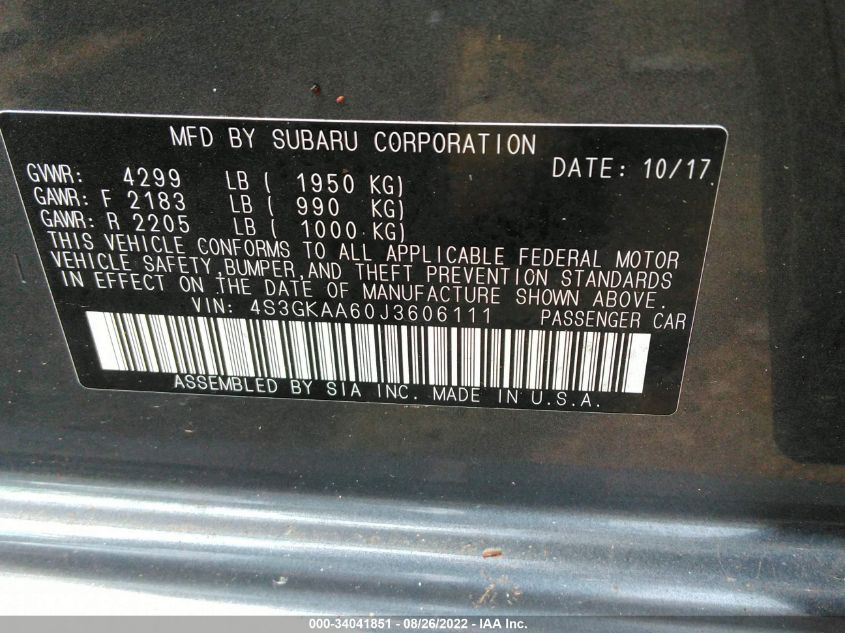 MFD BY SUBARU CORPORATION
DATE: 10/17
GVWR: 4299 LB ( 1950 KG)
GAWR: F 2183 LB ( 990 KG)
GAWR: R 2205 LB ( 1000 KG)
THIS VEHICLE CONFORMS TO ALL APPLICABLE FEDERAL MOTOR
VEHICLE SAFETY, BUMPER, AND THEFT PREVENTION STANDARDS
IN EFFECT ON THE DATE OF MANUFACTURE SHOWN ABOVE.
VIN: 4S3GKAA60J3606111 PASSENGER CAR
ASSEMBLED BY SIA INC. MADE IN U.S.A.
000-34041851 - 08/26/2022 - IAA Inc.